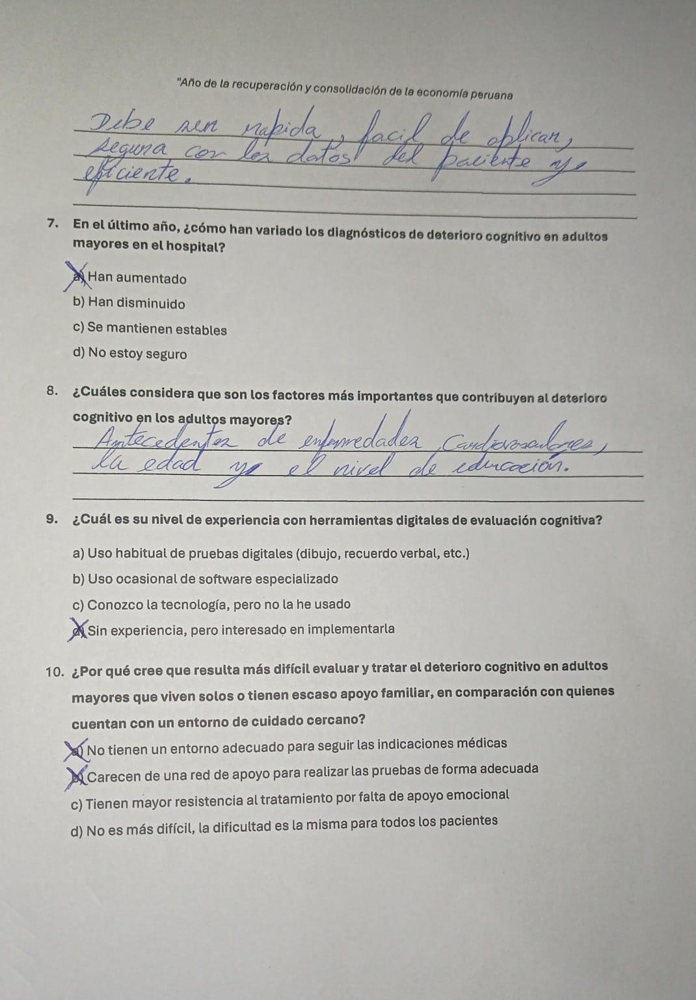 "Año de la recuperación y consolidación de la economía peruana
Debe ser rapida, facil de aplicar,
segura con los datos del paciente y
eficiente.
7. En el último año, ¿cómo han variado los diagnósticos de deterioro cognitivo en adultos
mayores en el hospital?
a) Han aumentado
b) Han disminuido
c) Se mantienen estables
d) No estoy seguro
8. ¿Cuáles considera que son los factores más importantes que contribuyen al deterioro
cognitivo en los adultos mayores?
Antecedentes de enfermedades cardiovasculares,
la edad y el nivel de educación.
9. ¿Cuál es su nivel de experiencia con herramientas digitales de evaluación cognitiva?
a) Uso habitual de pruebas digitales (dibujo, recuerdo verbal, etc.)
b) Uso ocasional de software especializado
c) Conozco la tecnología, pero no la he usado
d) Sin experiencia, pero interesado en implementarla
10. ¿Por qué cree que resulta más difícil evaluar y tratar el deterioro cognitivo en adultos
mayores que viven solos o tienen escaso apoyo familiar, en comparación con quienes
cuentan con un entorno de cuidado cercano?
a) No tienen un entorno adecuado para seguir las indicaciones médicas
b) Carecen de una red de apoyo para realizar las pruebas de forma adecuada
c) Tienen mayor resistencia al tratamiento por falta de apoyo emocional
d) No es más difícil, la dificultad es la misma para todos los pacientes